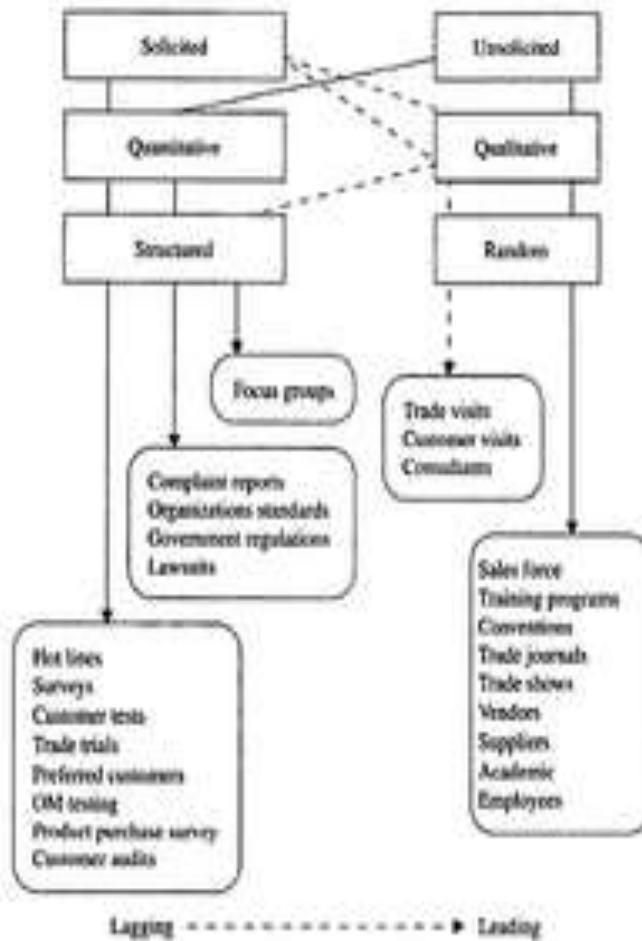 Solicited
Unsolicited
Quantitative
Qualitative
Structured
Random
Focus groups
Trade visits
Customer visits
Consultants
Complaint reports
Organizations standards
Government regulations
Lawsuits
Sales force
Training programs
Conventions
Trade journals
Trade shows
Vendors
Suppliers
Academic
Employees
Hot lines
Surveys
Customer tests
Trade trials
Preferred customers
OM testing
Product purchase survey
Customer audits
Lagging
Leading